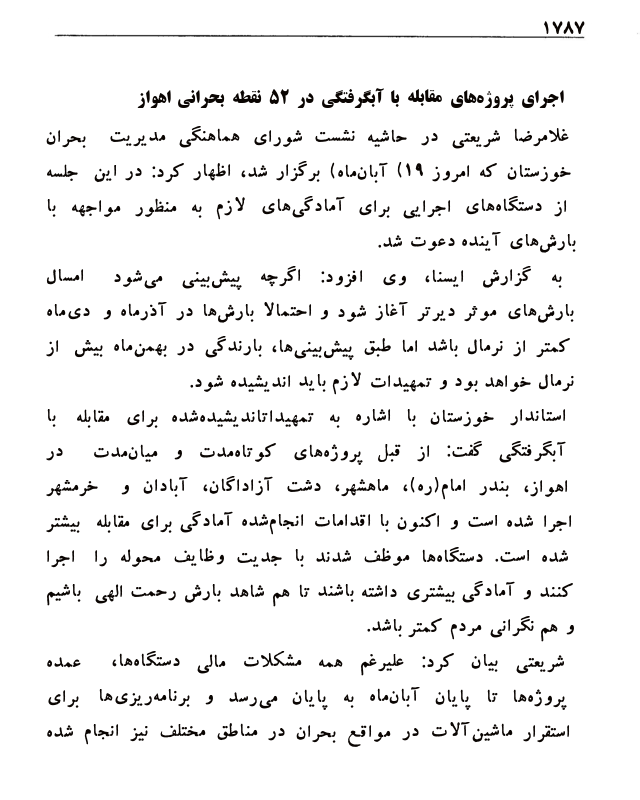 ۱۷۸۷
اجرای پروژه‌های مقابله با آبگرفتگی در ۵۲ نقطه بحرانی اهواز
غلامرضا شریعتی در حاشیه نشست شورای هماهنگی مدیریت بحران
خوزستان که امروز ۱۹) آبان‌ماه) برگزار شد، اظهار کرد: در این جلسه
از دستگاه‌های اجرایی برای آمادگی‌های لازم به منظور مواجهه با
بارش‌های آینده دعوت شد.
به گزارش ایسنا، وی افزود: اگرچه پیش‌بینی می‌شود امسال
بارش‌های موثر دیرتر آغاز شود و احتمالا بارش‌ها در آذرماه و دی‌ماه
کمتر از نرمال باشد اما طبق پیش‌بینی‌ها، بارندگی در بهمن‌ماه بیش از
نرمال خواهد بود و تمهیدات لازم باید اندیشیده شود.
استاندار خوزستان با اشاره به تمهیداتاندیشیده‌شده برای مقابله با
آبگرفتگی گفت: از قبل پروژه‌های کوتاه‌مدت و میان‌مدت در
اهواز، بندر امام(ره)، ماهشهر، دشت آزاداگان، آبادان و خرمشهر
اجرا شده است و اکنون با اقدامات انجام‌شده آمادگی برای مقابله بیشتر
شده است. دستگاه‌ها موظف شدند با جدیت وظایف محوله را اجرا
کنند و آمادگی بیشتری داشته باشند تا هم شاهد بارش رحمت الهی باشیم
و هم نگرانی مردم کمتر باشد.
شریعتی بیان کرد: علیرغم همه مشکلات مالی دستگاه‌ها، عمده
پروژه‌ها تا پایان آبان‌ماه به پایان می‌رسد و برنامه‌ریزی‌ها برای
استقرار ماشین‌آلات در مواقع بحران در مناطق مختلف نیز انجام شده